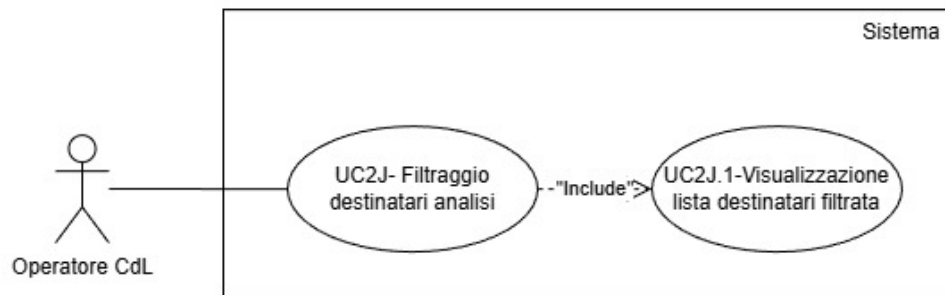 Sistema
UC2J- Filtraggio
destinatari analisi
"Include"
UC2J.1-Visualizzazione
lista destinatari filtrata
Operatore CdL